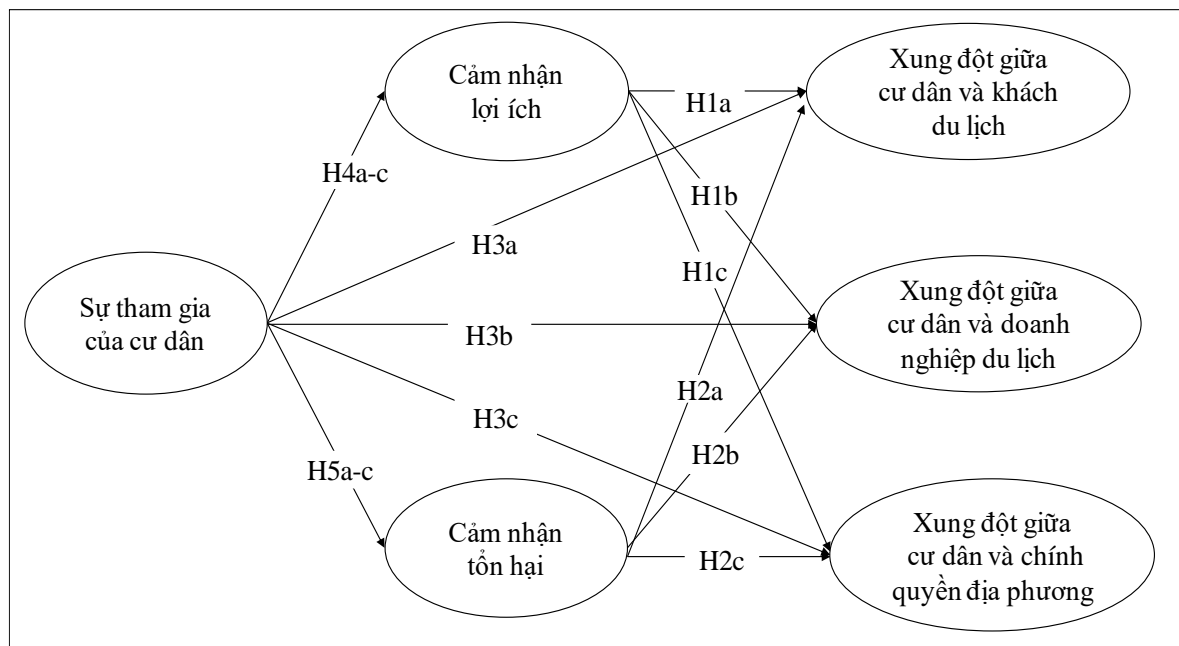 Cảm nhận
lợi ích
Xung đột giữa
cư dân và khách
du lịch
H1a
H4a-c
H1b
H3a
H1c
Sự tham gia
của cư dân
H3b
Xung đột giữa
cư dân và doanh
nghiệp du lịch
H2a
H3c
H2b
H5a-c
Cảm nhận
tổn hại
H2c
Xung đột giữa
cư dân và chính
quyền địa phương